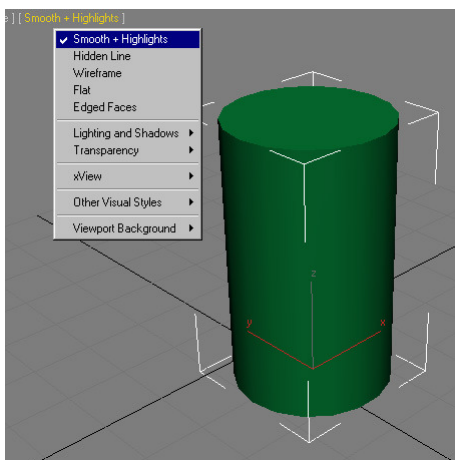 e ] [ Smooth + Highlights ]
Smooth + Highlights
Hidden Line
Wireframe
Flat
Edged Faces
Lighting and Shadows
Transparency
xView
Other Visual Styles
Viewport Background
z
y
x